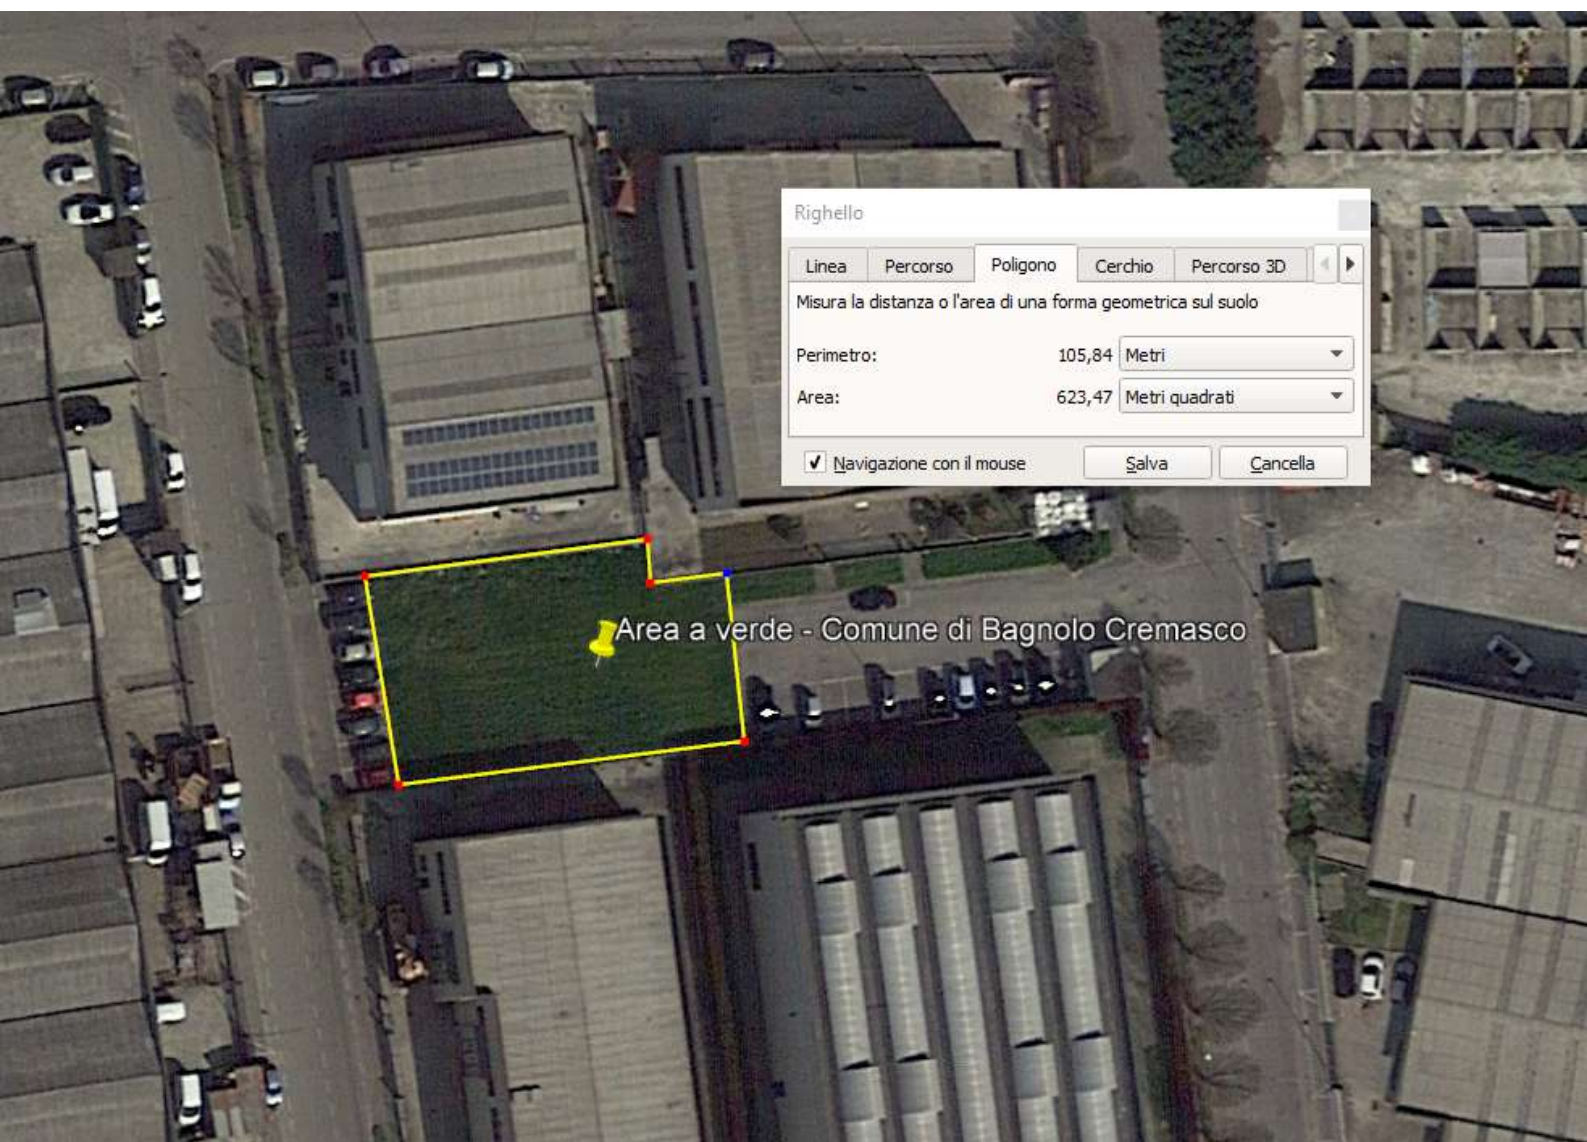 Righello
Linea Percorso Poligono Cerchio Percorso 3D
Misura la distanza o l'area di una forma geometrica sul suolo
Perimetro: 105,84 Metri
Area: 623,47 Metri quadrati
Navigazione con il mouse Salva Cancella
Area a verde - Comune di Bagnolo Cremasco